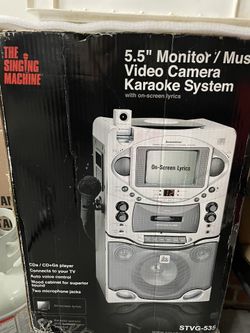 THE
SINGING
MACHINE
5.5" Monitor / Mus
Video Camera
Karaoke System
with on-screen lyrics
On-Screen Lyrics
CDs / CD+G® player
Connects to your TV
Auto voice control
Wood cabinet for superior
sound
Two microphone jacks
STVG-535